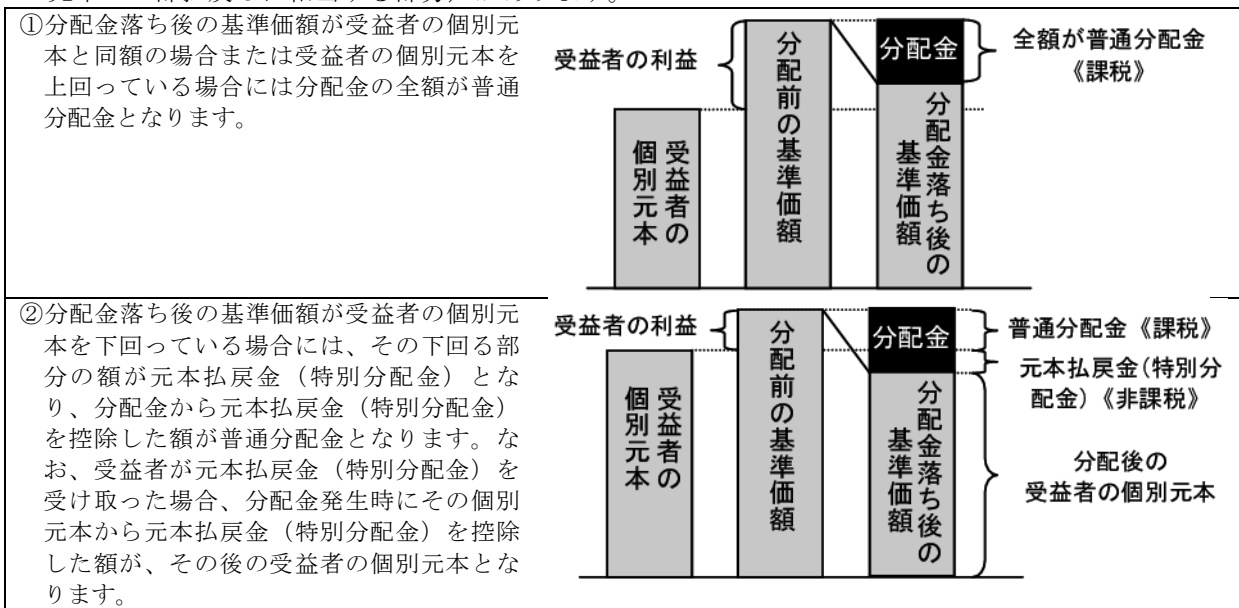 ①分配金落ち後の基準価額が受益者の個別元
本と同額の場合または受益者の個別元本を
上回っている場合には分配金の全額が普通
分配金となります。
受益者の利益
受益者の
個別元本
分配前の基準価額
分配金
分配金落ち後の
基準価額
全額が普通分配金
《課税》
②分配金落ち後の基準価額が受益者の個別元
本を下回っている場合には、その下回る部
分の額が元本払戻金（特別分配金）とな
り、分配金から元本払戻金（特別分配金）
を控除した額が普通分配金となります。な
お、受益者が元本払戻金（特別分配金）を
受け取った場合、分配金発生時にその個別
元本から元本払戻金（特別分配金）を控除
した額が、その後の受益者の個別元本とな
ります。
受益者の利益
受益者の
個別元本
分配前の基準価額
分配金
分配金落ち後の
基準価額
普通分配金《課税》
元本払戻金(特別分
配金)《非課税》
分配後の
受益者の個別元本